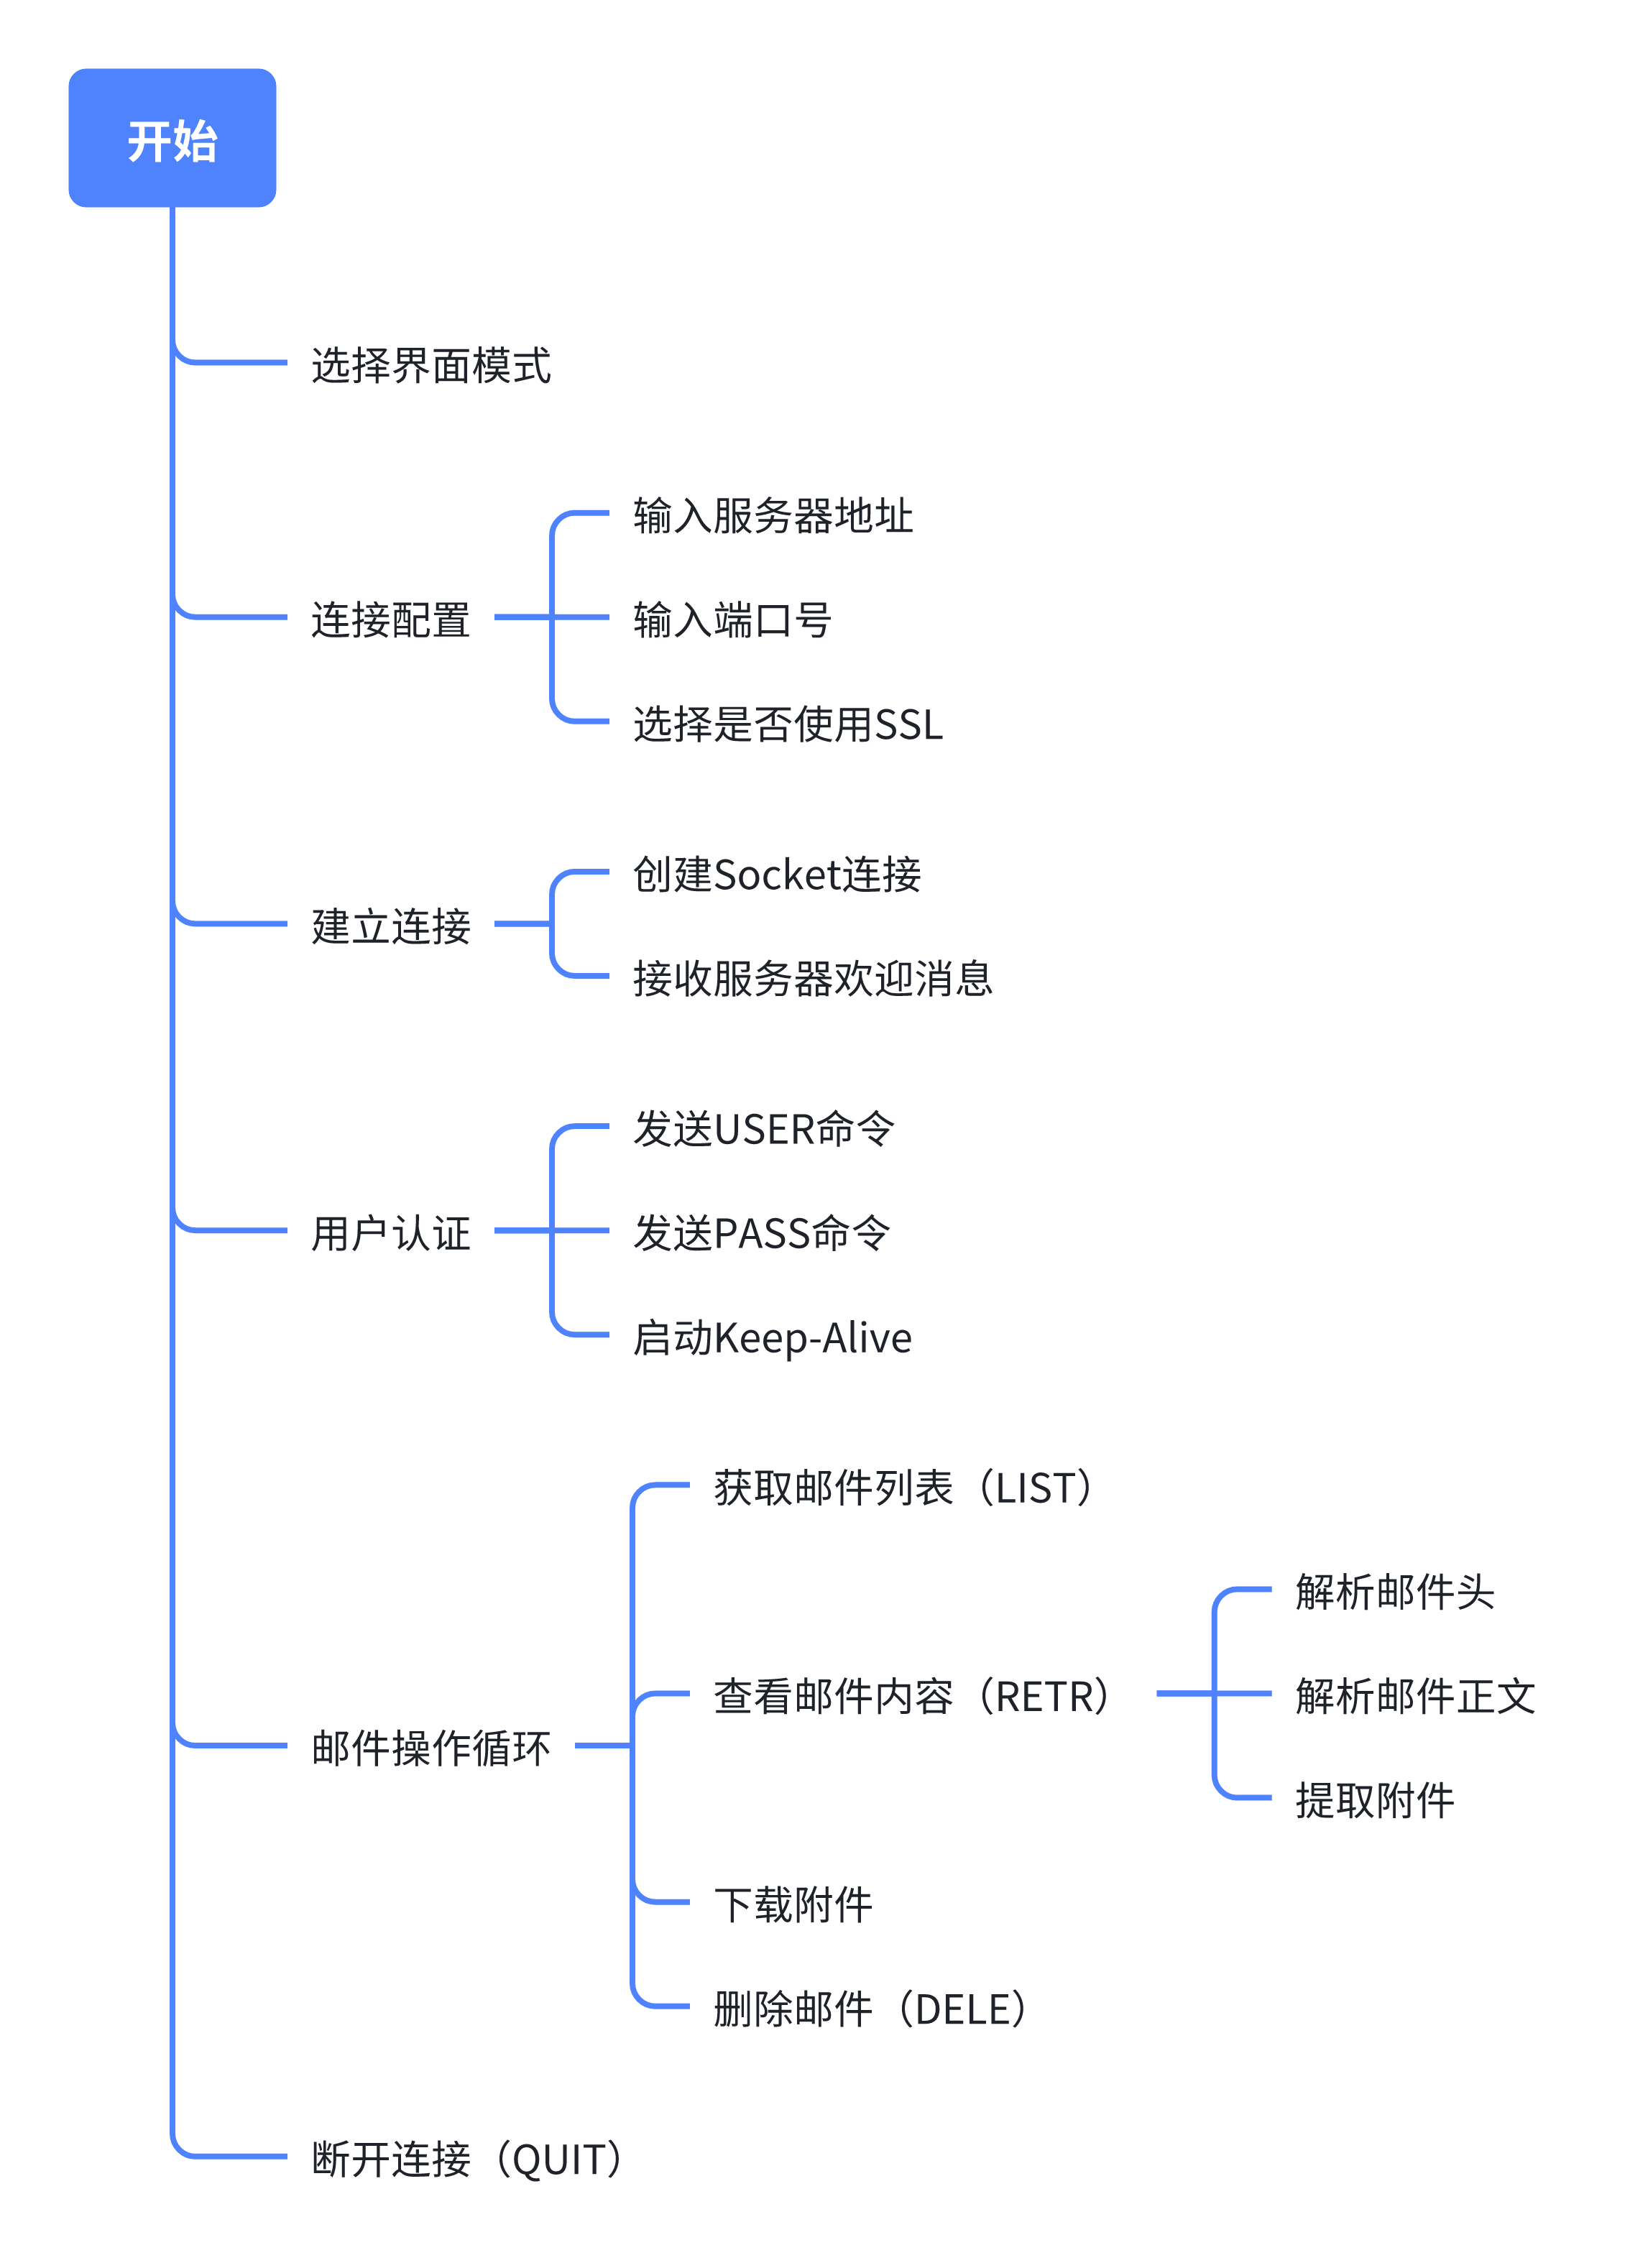 开始
选择界面模式
连接配置
输入服务器地址
输入端口号
选择是否使用SSL
建立连接
创建Socket连接
接收服务器欢迎消息
用户认证
发送USER命令
发送PASS命令
启动Keep-Alive
邮件操作循环
获取邮件列表（LIST）
查看邮件内容（RETR）
解析邮件头
解析邮件正文
提取附件
下载附件
删除邮件（DELE）
断开连接（QUIT）